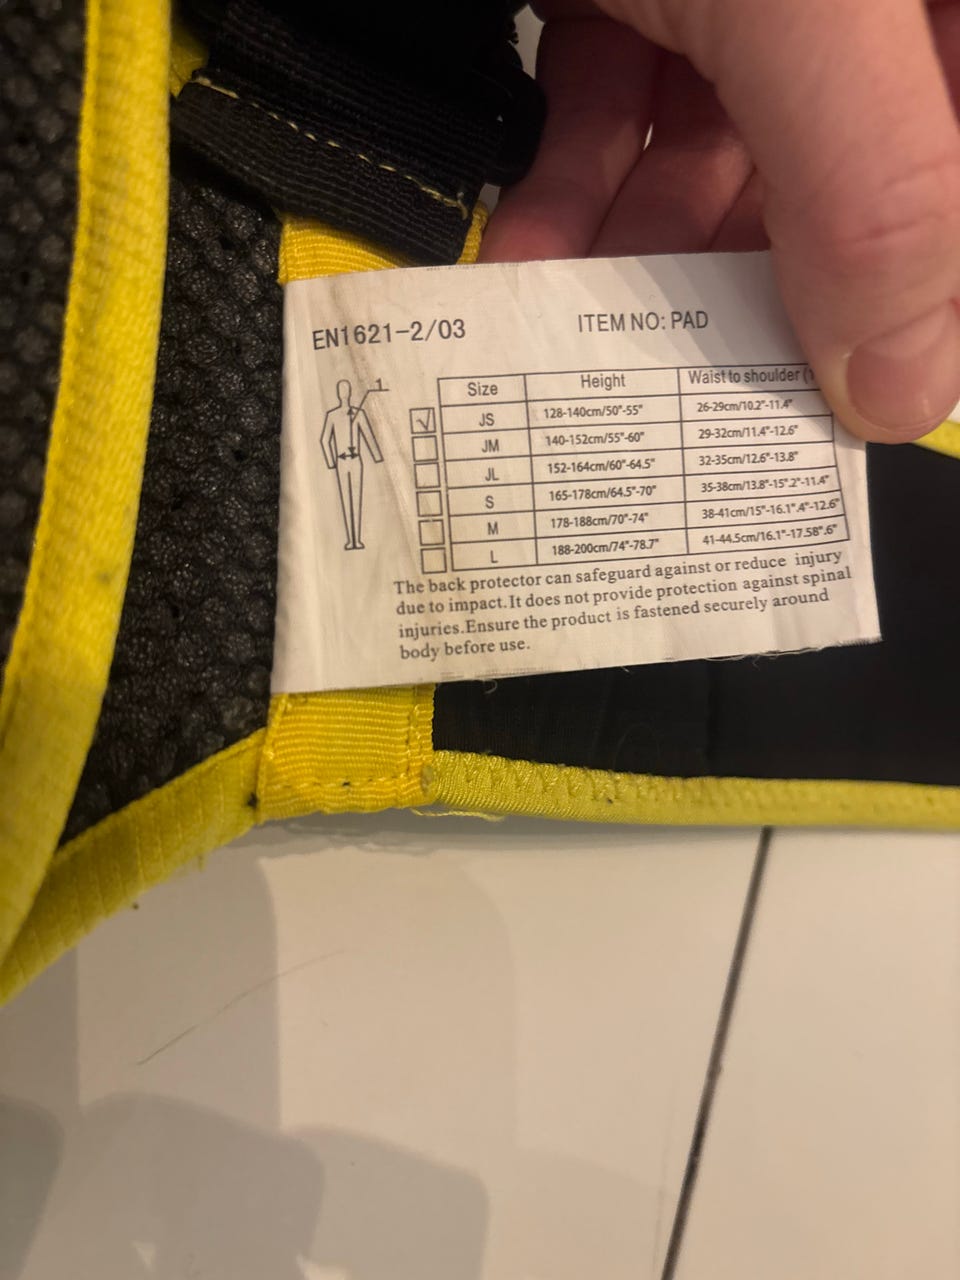 EN1621-2/03 ITEM NO: PAD
1
Size Height Waist to shoulder (1
√ JS 128-140cm/50"-55" 26-29cm/10.2"-11.4"
JM 140-152cm/55"-60" 29-32cm/11.4"-12.6"
JL 152-164cm/60"-64.5" 32-35cm/12.6"-13.8"
S 165-178cm/64.5"-70" 35-38cm/13.8"-15".2"-11.4"
M 178-188cm/70"-74" 38-41cm/15"-16.1".4"-12.6"
L 188-200cm/74"-78.7" 41-44.5cm/16.1"-17.58".6"
The back protector can safeguard against or reduce injury
due to impact.It does not provide protection against spinal
injuries.Ensure the product is fastened securely around
body before use.